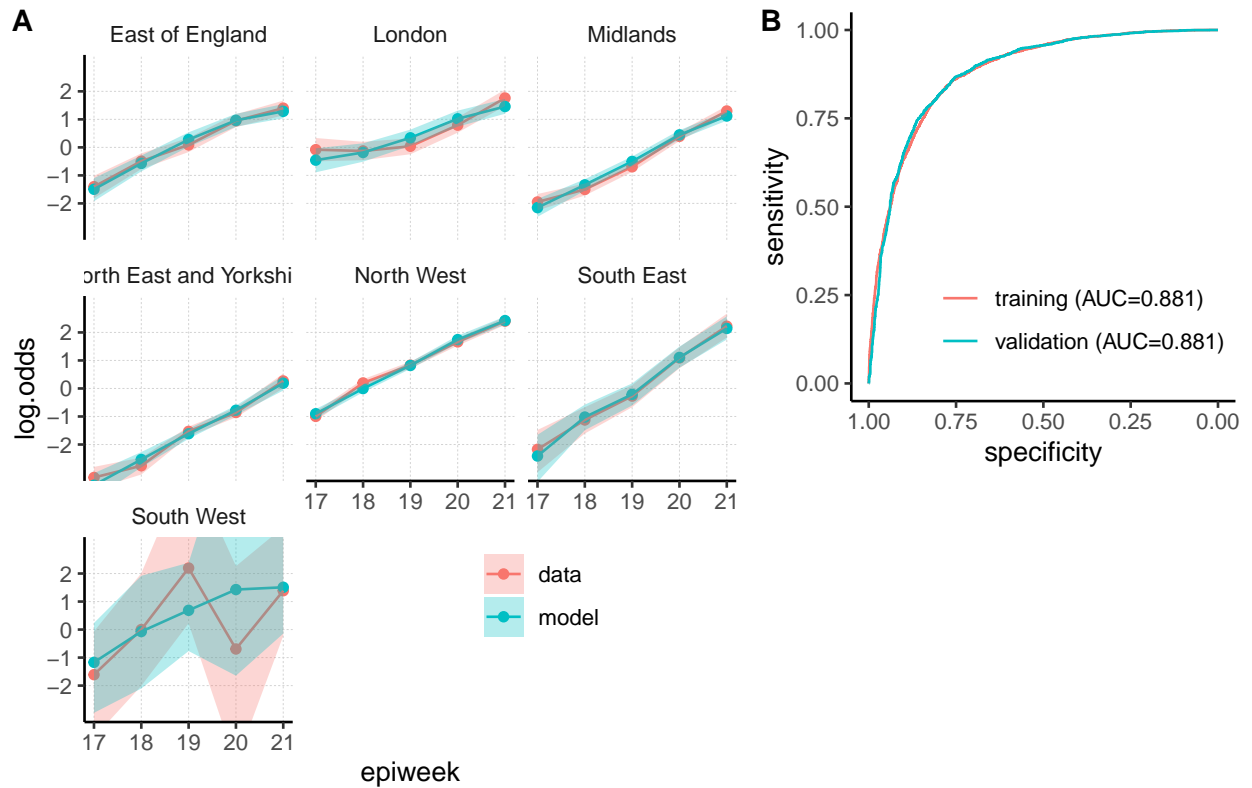 A
East of England
London
Midlands
2
1
0
−1
−2
orth East and Yorkshi
North West
South East
2
1
0
−1
−2
17 18 19 20 21
17 18 19 20 21
South West
2
1
0
−1
−2
17 18 19 20 21
log.odds
epiweek
data
model
B
1.00
0.75
0.50
0.25
0.00
sensitivity
training (AUC=0.881)
validation (AUC=0.881)
1.00 0.75 0.50 0.25 0.00
specificity